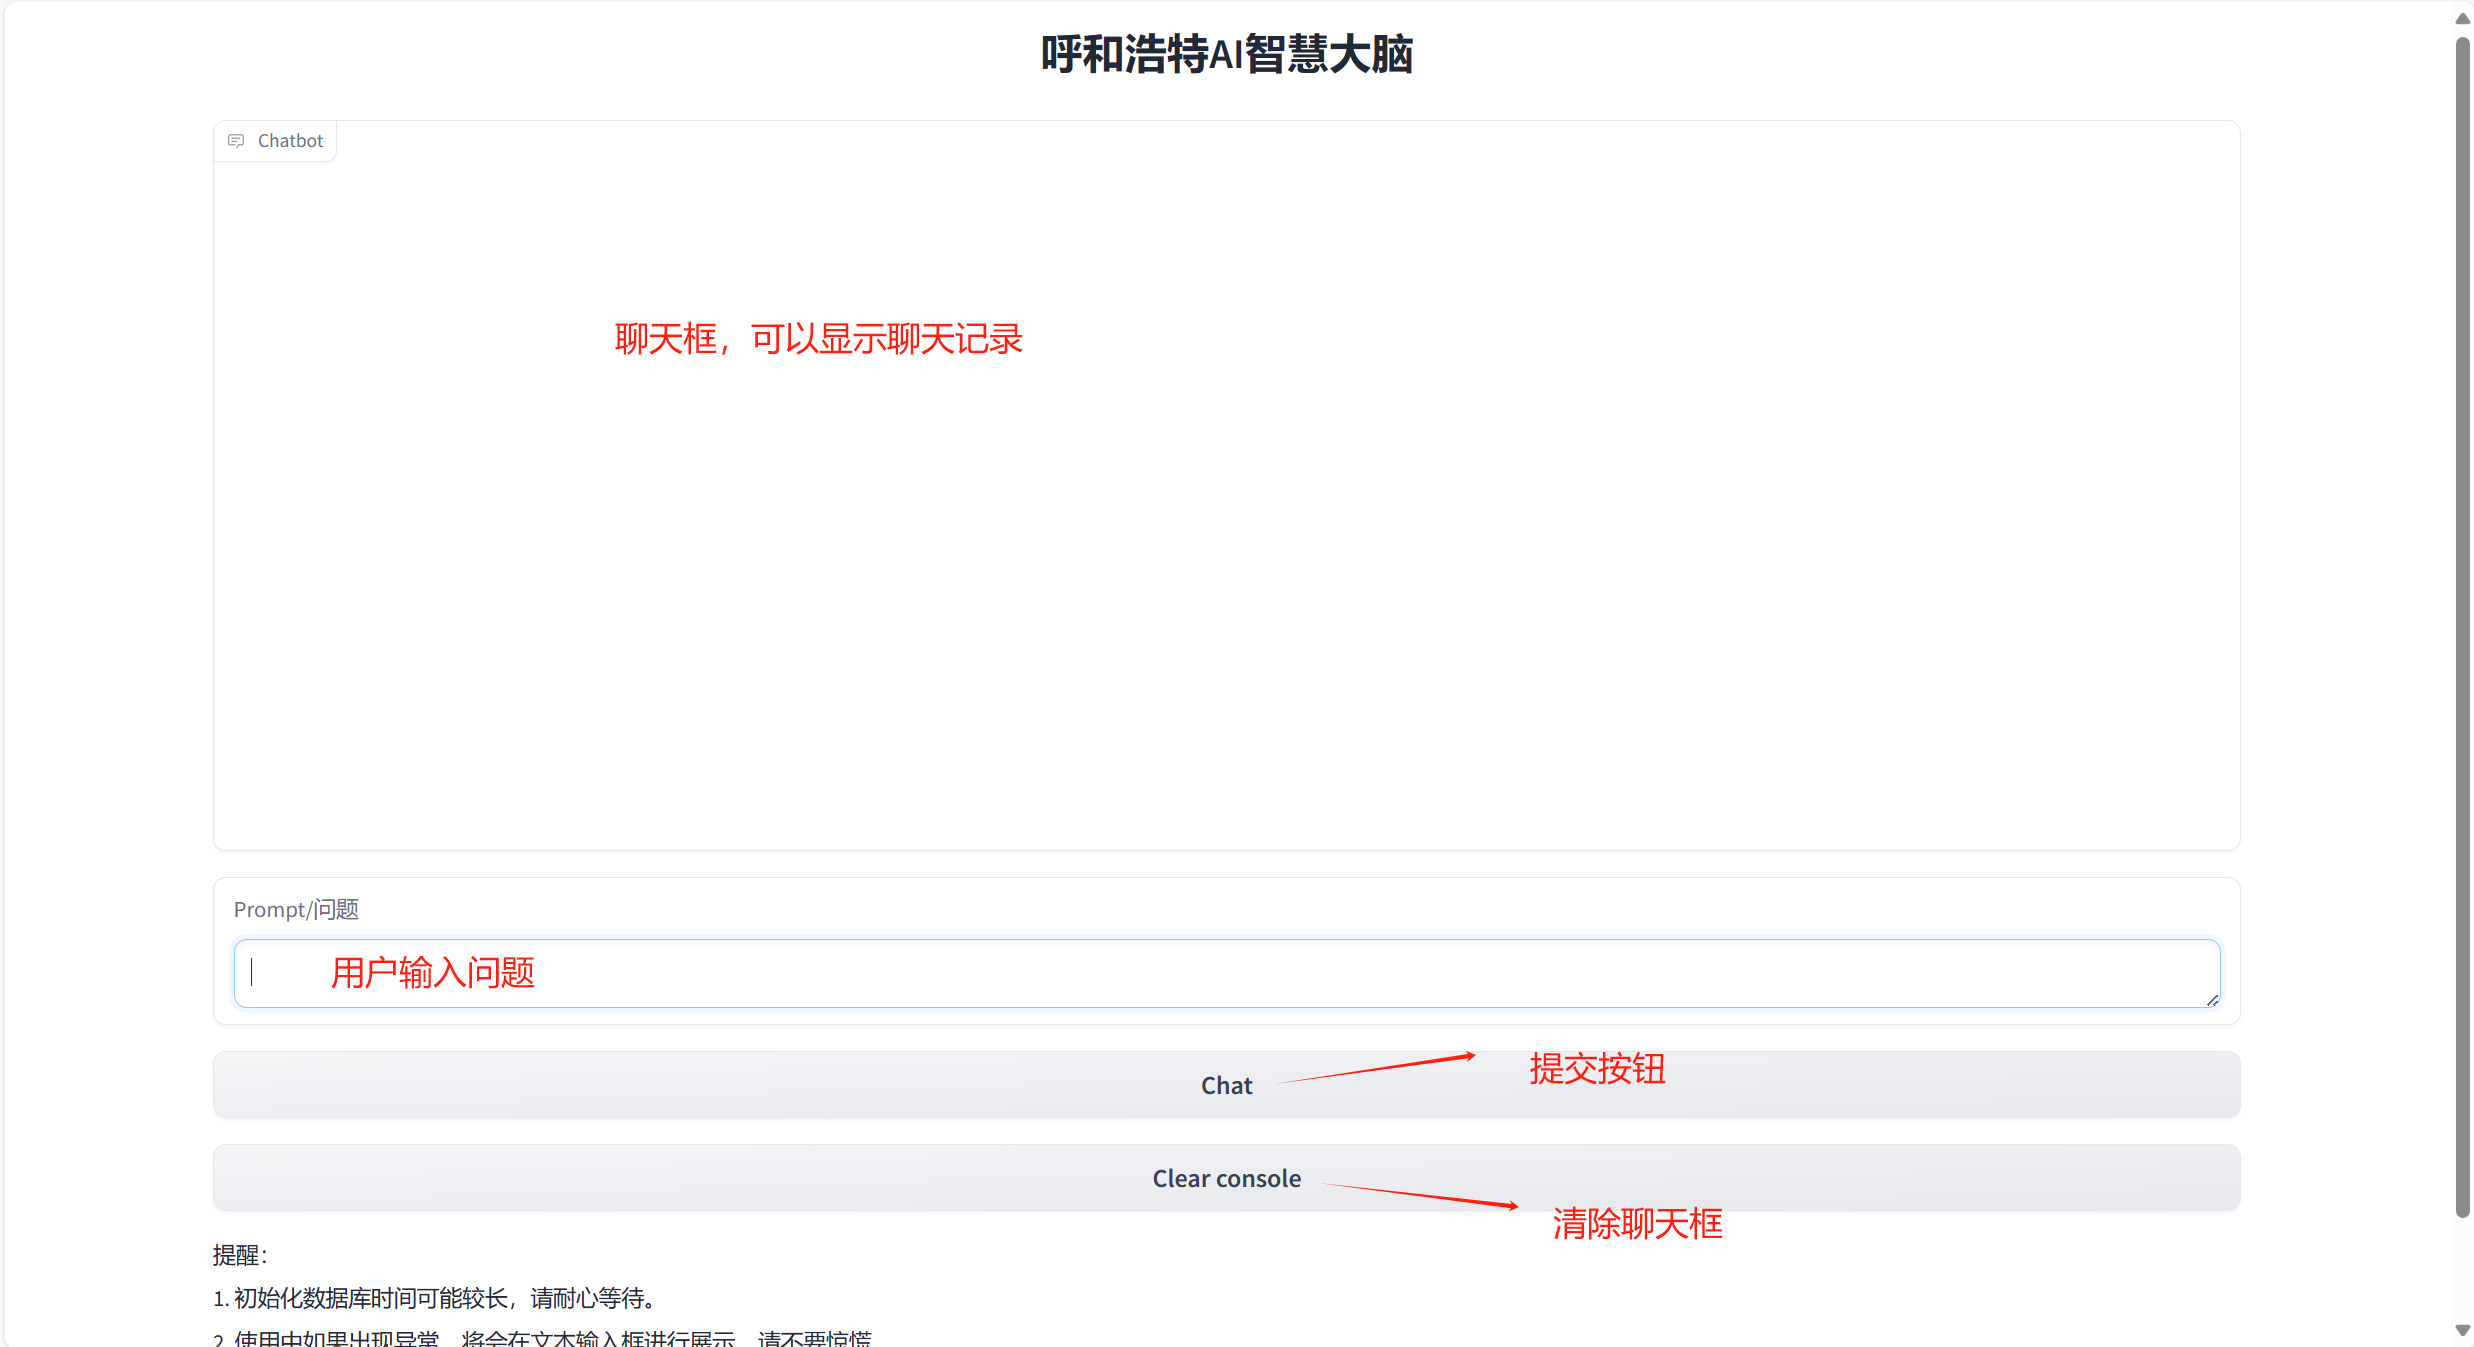 呼和浩特AI智慧大脑
Chatbot
聊天框，可以显示聊天记录
Prompt/问题
用户输入问题
Chat
提交按钮
Clear console
清除聊天框
提醒：
1. 初始化数据库时间可能较长，请耐心等待。
2. 使用中如果出现异常，将会在文本输入框进行展示，请不要惊慌